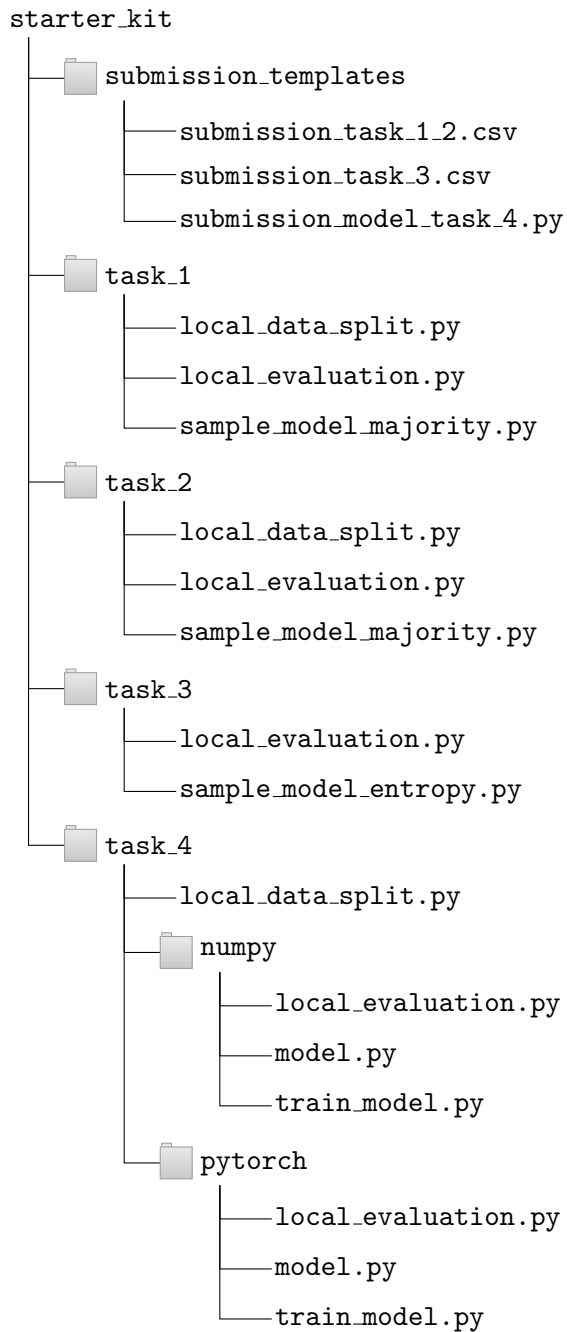 starter_kit
submission_templates
submission_task_1_2.csv
submission_task_3.csv
submission_model_task_4.py
task_1
local_data_split.py
local_evaluation.py
sample_model_majority.py
task_2
local_data_split.py
local_evaluation.py
sample_model_majority.py
task_3
local_evaluation.py
sample_model_entropy.py
task_4
local_data_split.py
numpy
local_evaluation.py
model.py
train_model.py
pytorch
local_evaluation.py
model.py
train_model.py